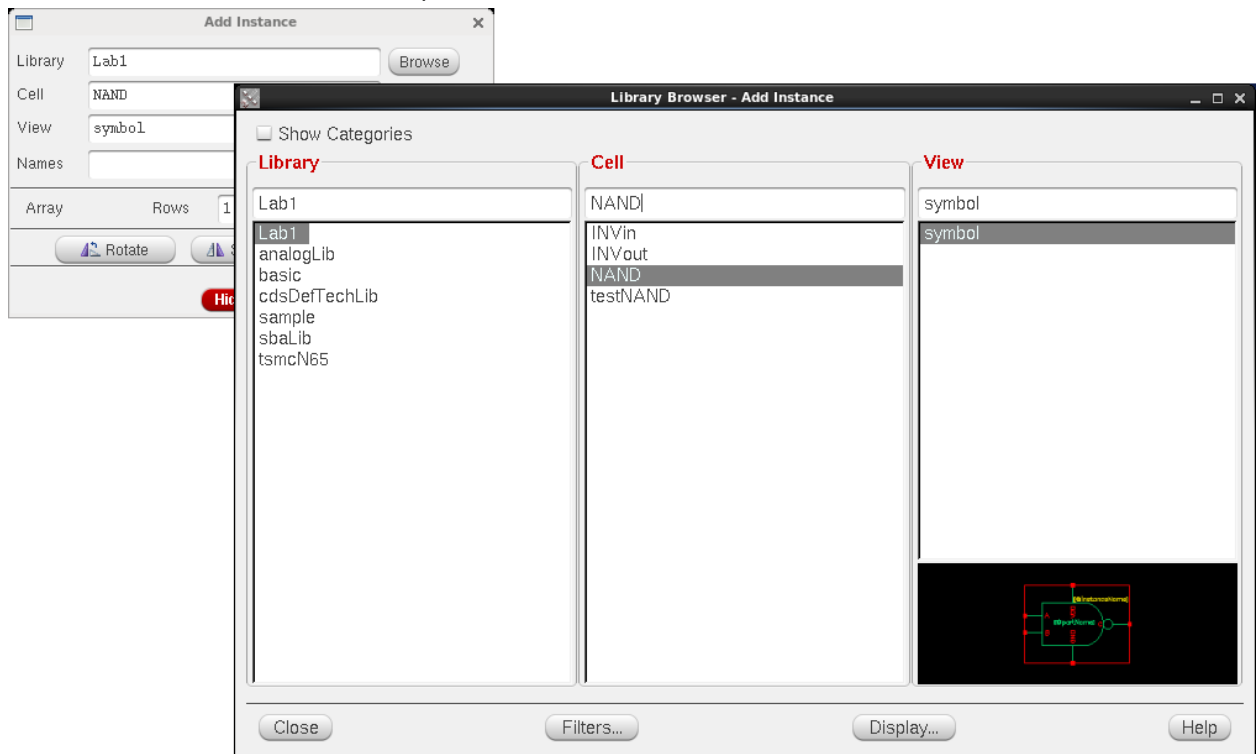 Add Instance
Library Lab1 Browse
Cell NAND
View symbol
Names
Array Rows 1
Rotate
Library Browser - Add Instance
Show Categories
Library Cell View
Lab1 NAND symbol
Lab1
analogLib
basic
cdsDefTechLib
sample
sbaLib
tsmcN65
INVin
INVout
NAND
testNAND
symbol
[@instanceName]
A
B
[@partName]
C
Close Filters... Display... Help